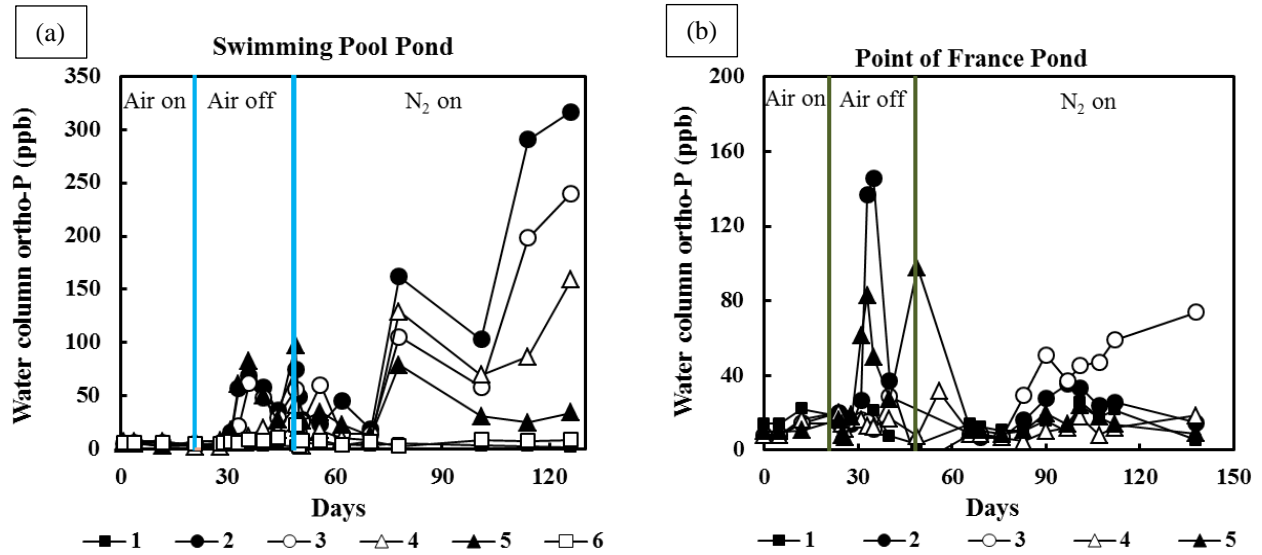 (a)
Swimming Pool Pond
Water column ortho-P (ppb)
350
300
250
200
150
100
50
0
Air on
Air off
N₂ on
0 30 60 90 120
Days
1 2 3 4 5 6
(b)
Point of France Pond
Water column ortho-P (ppb)
200
160
120
80
40
0
Air on
Air off
N₂ on
0 30 60 90 120 150
Days
1 2 3 4 5